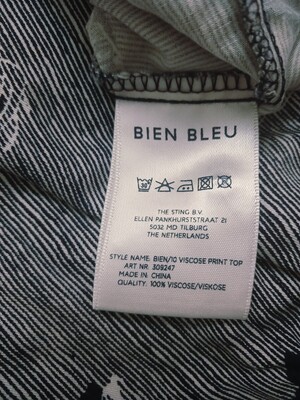 BIEN BLEU
30
THE STING B.V.
ELLEN PANKHURSTSTRAAT 21
5032 MD TILBURG
THE NETHERLANDS
STYLE NAME: BIEN/10 VISCOSE PRINT TOP
ART NR. 309247
MADE IN: CHINA
QUALITY: 100% VISCOSE/VISKOSE